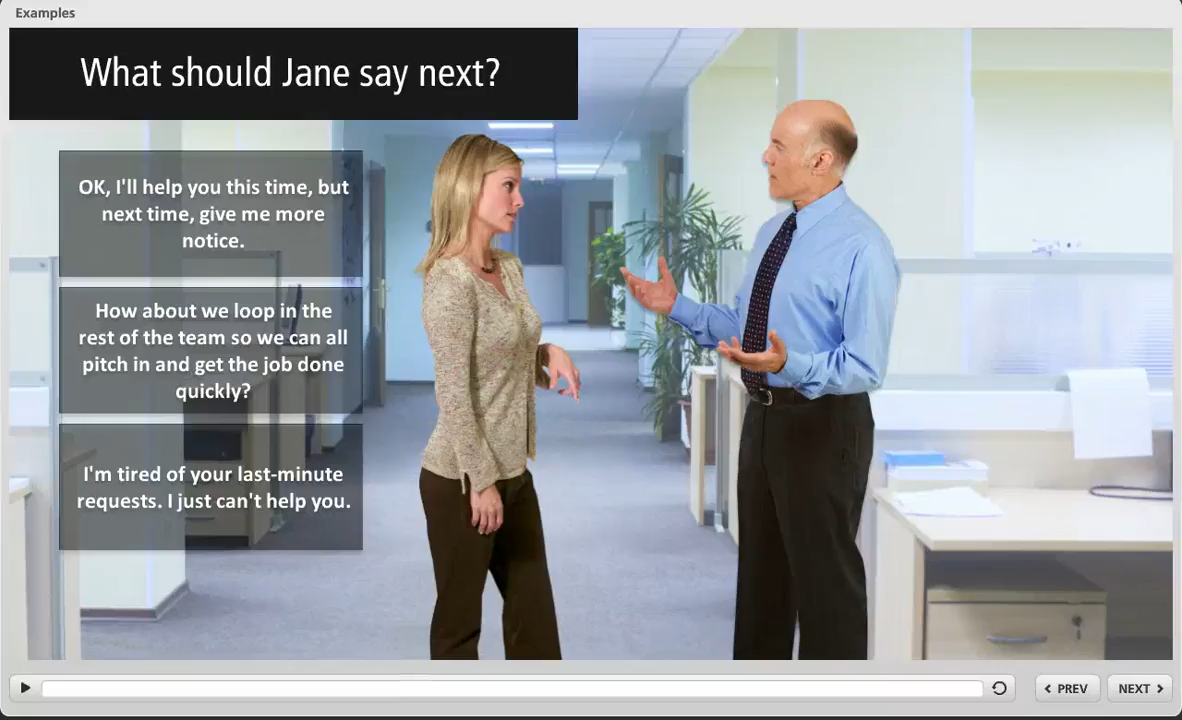 Examples
What should Jane say next?
OK, I'll help you this time, but
next time, give me more
notice.
How about we loop in the
rest of the team so we can all
pitch in and get the job done
quickly?
I'm tired of your last-minute
requests. I just can't help you.
PREV
NEXT